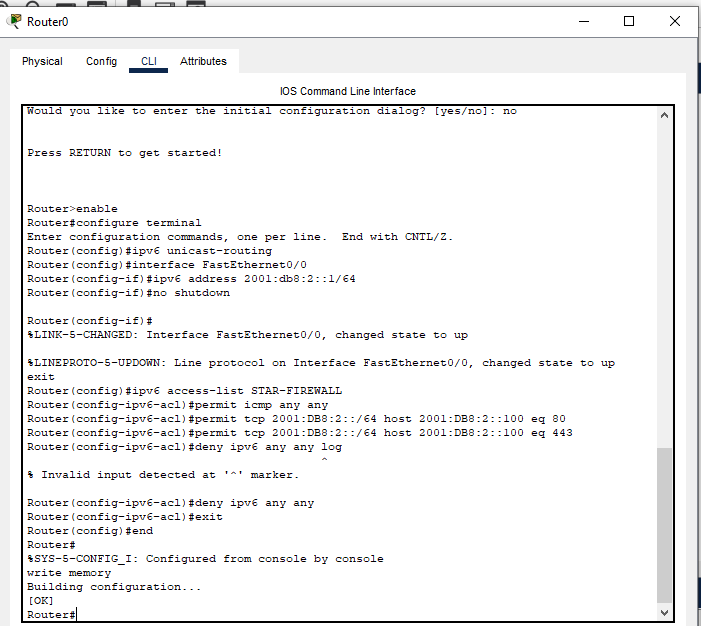 Router0
Physical Config CLI Attributes
IOS Command Line Interface
Would you like to enter the initial configuration dialog? [yes/no]: no
Press RETURN to get started!
Router>enable
Router#configure terminal
Enter configuration commands, one per line.  End with CNTL/Z.
Router(config)#ipv6 unicast-routing
Router(config)#interface FastEthernet0/0
Router(config-if)#ipv6 address 2001:db8:2::1/64
Router(config-if)#no shutdown
Router(config-if)#
%LINK-5-CHANGED: Interface FastEthernet0/0, changed state to up
%LINEPROTO-5-UPDOWN: Line protocol on Interface FastEthernet0/0, changed state to up
exit
Router(config)#ipv6 access-list STAR-FIREWALL
Router(config-ipv6-acl)#permit icmp any any
Router(config-ipv6-acl)#permit tcp 2001:DB8:2::/64 host 2001:DB8:2::100 eq 80
Router(config-ipv6-acl)#permit tcp 2001:DB8:2::/64 host 2001:DB8:2::100 eq 443
Router(config-ipv6-acl)#deny ipv6 any any log
^
% Invalid input detected at '^' marker.
Router(config-ipv6-acl)#deny ipv6 any any
Router(config-ipv6-acl)#exit
Router(config)#end
Router#
%SYS-5-CONFIG_I: Configured from console by console
write memory
Building configuration...
[OK]
Router#